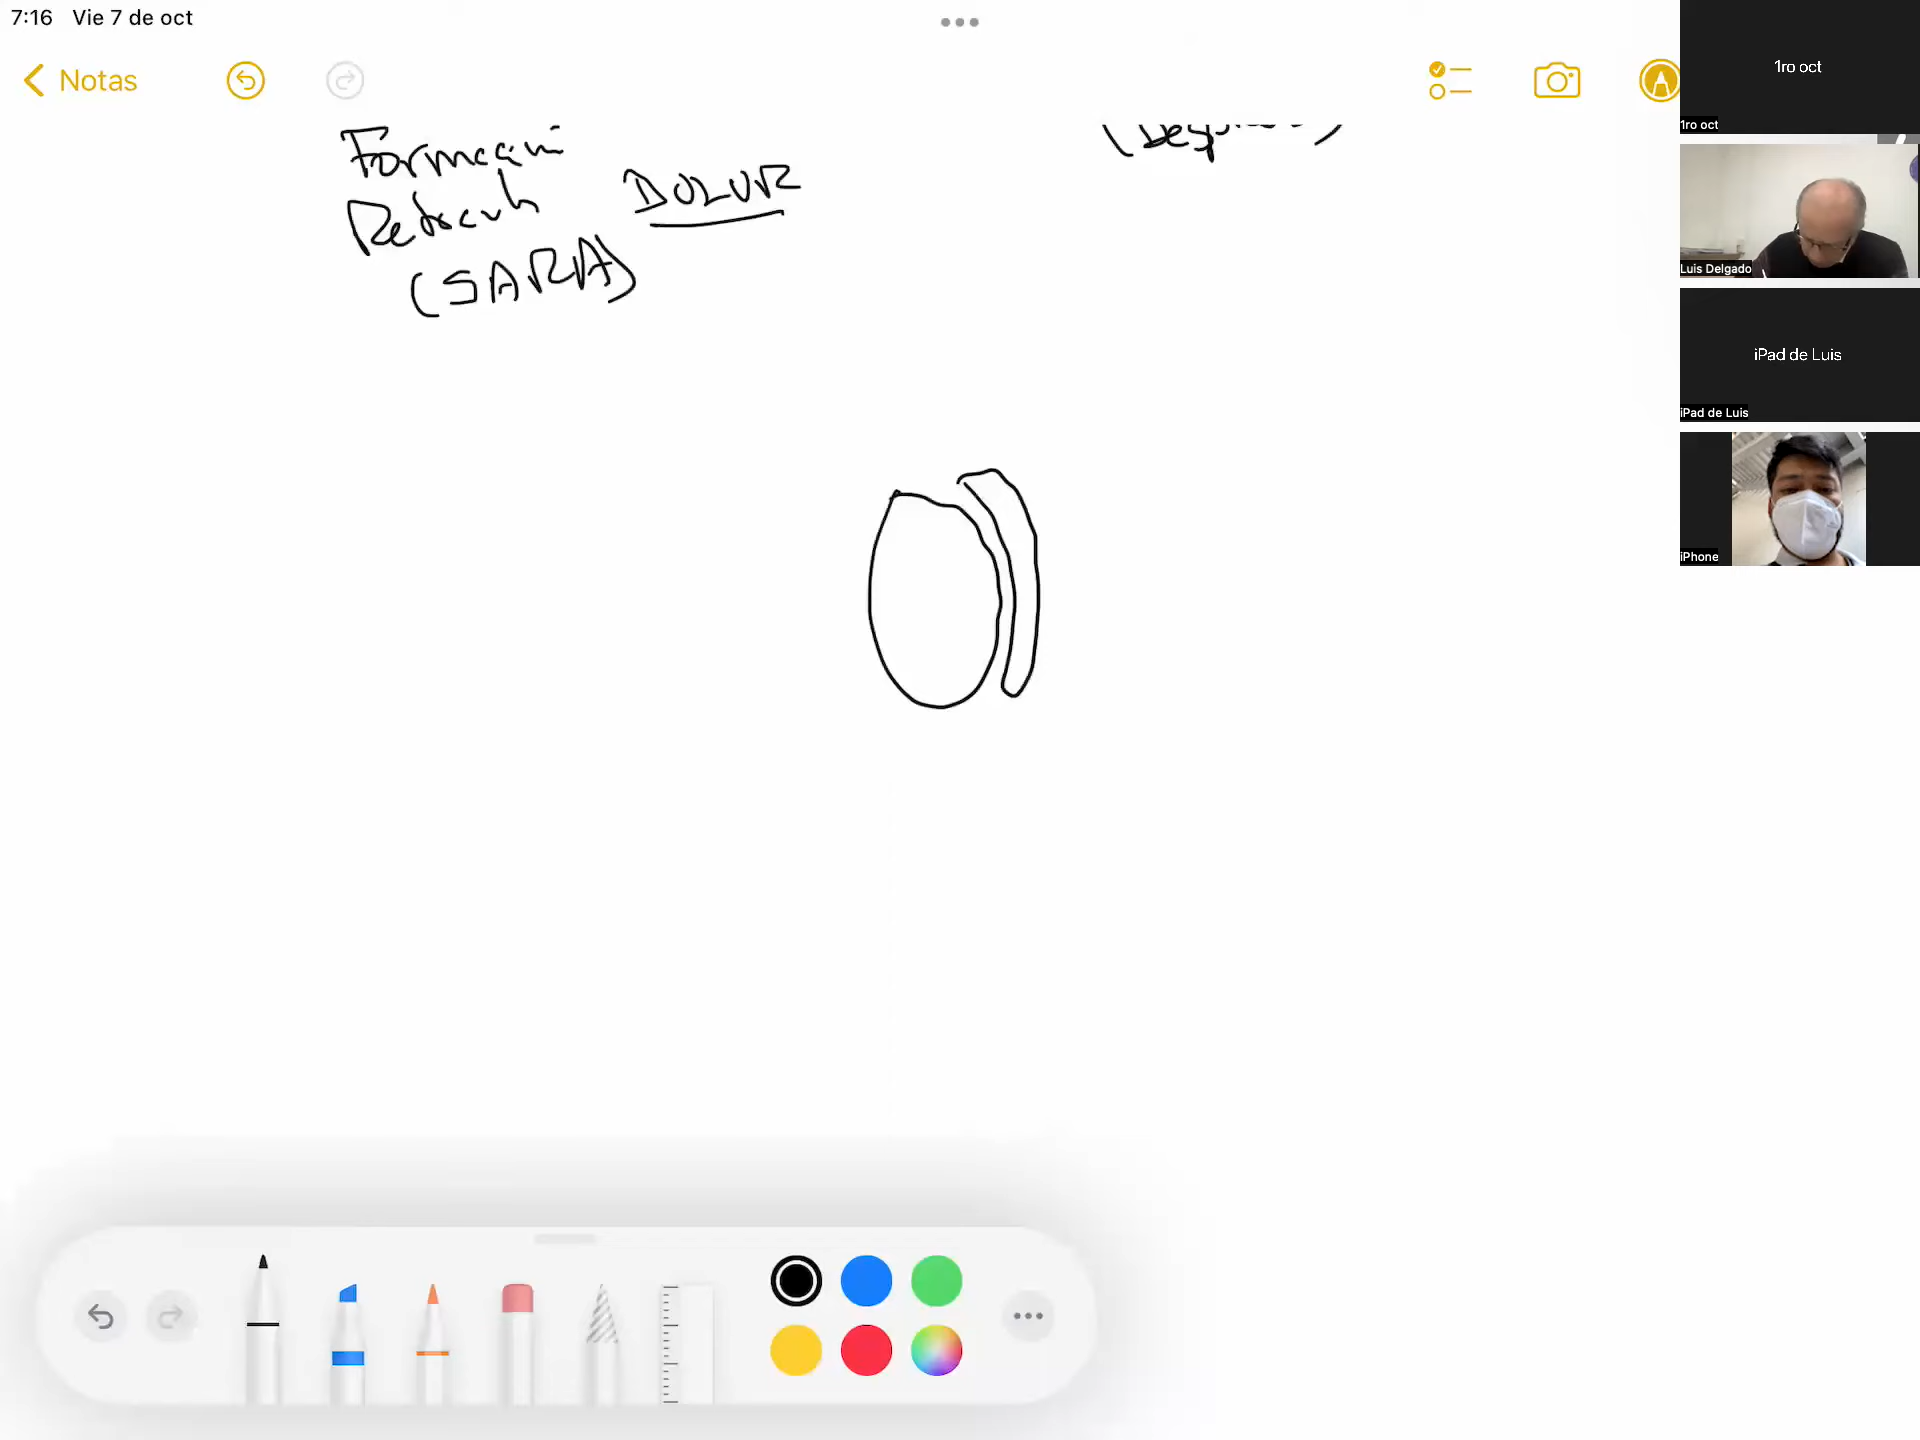 7:16 Vie 7 de oct
Notas
Formación
DOLOR
(SARA)
1ro oct
1ro oct
Luis Delgado
iPad de Luis
iPad de Luis
iPhone